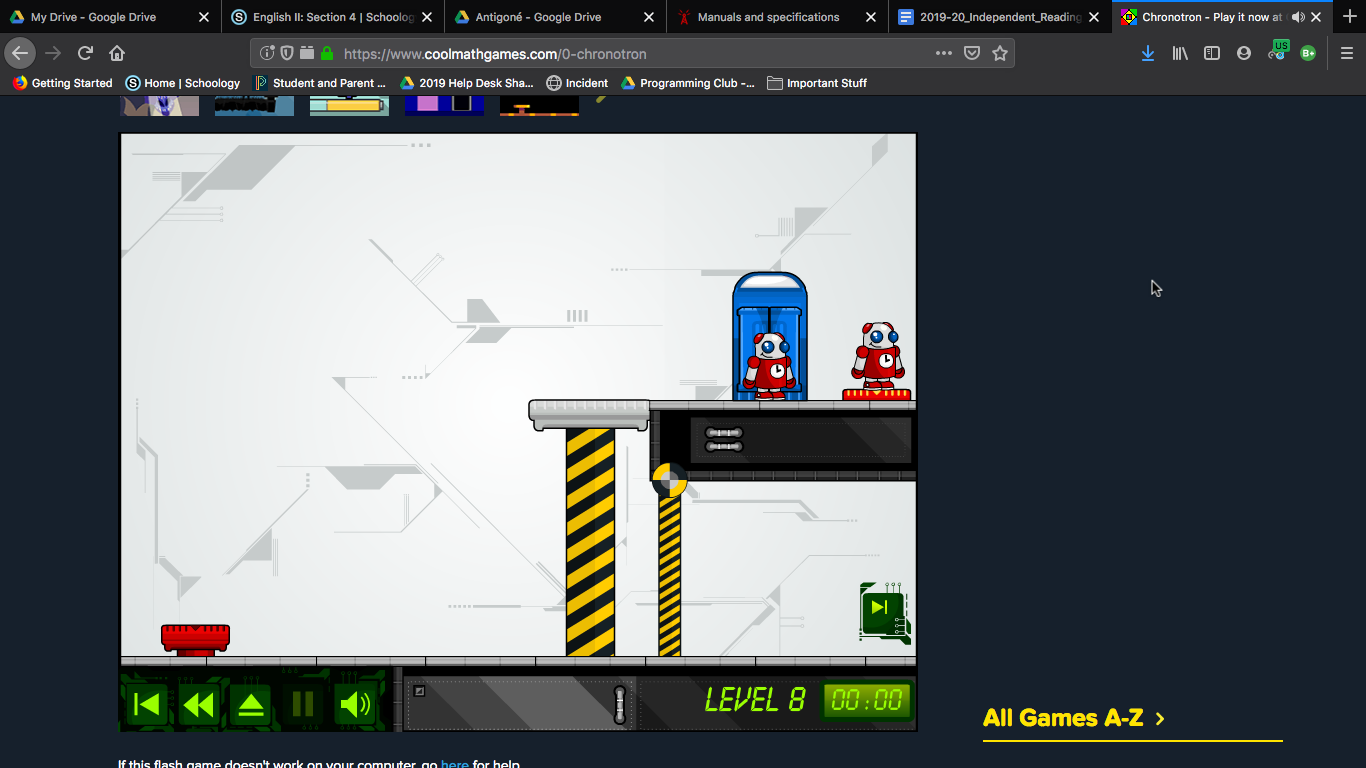 My Drive - Google Drive
English II: Section 4 | Schoolog
Antigoné - Google Drive
Manuals and specifications
2019-20_Independent_Reading
Chronotron - Play it now at
https://www.coolmathgames.com/0-chronotron
US
B+
Getting Started
Home | Schoology
Student and Parent ...
2019 Help Desk Sha...
Incident
Programming Club -...
Important Stuff
LEVEL 8
00:00
All Games A-Z
If this flash game doesn't work on your computer, go here for help.